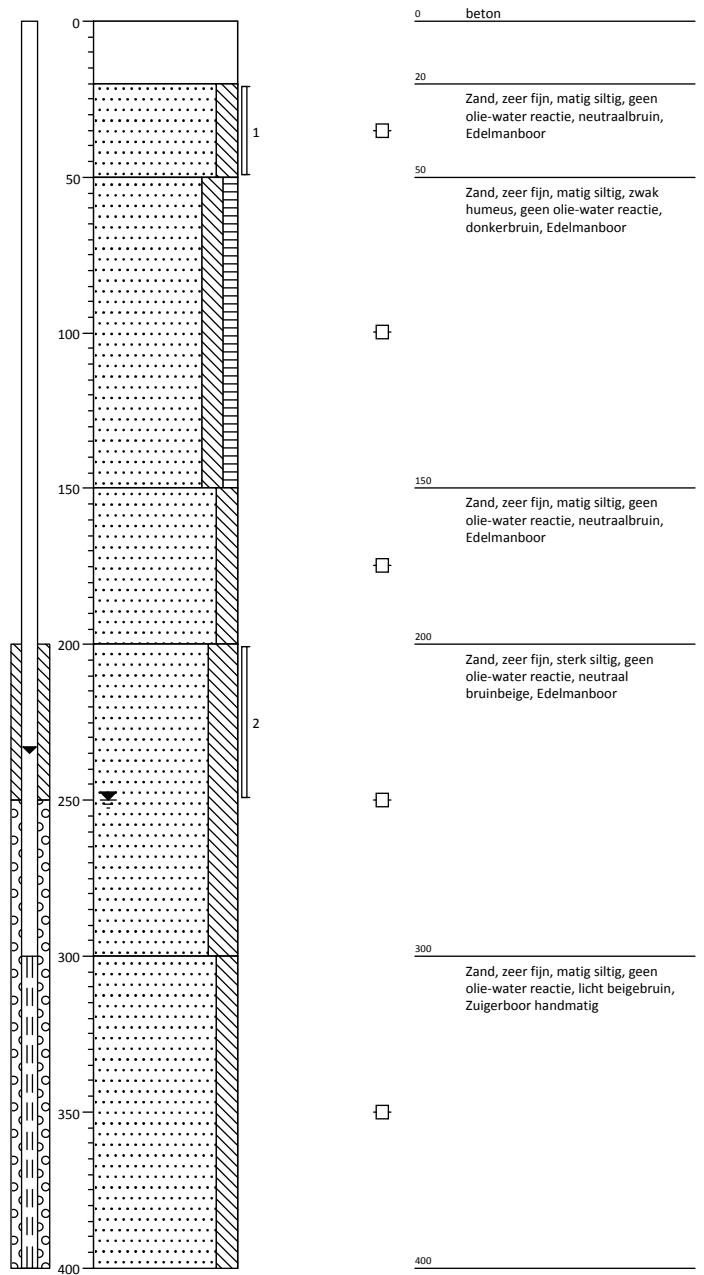 0
0
beton
20
Zand, zeer fijn, matig siltig, geen
olie-water reactie, neutraalbruin,
Edelmanboor
1
50
50
Zand, zeer fijn, matig siltig, zwak
humeus, geen olie-water reactie,
donkerbruin, Edelmanboor
100
150
150
Zand, zeer fijn, matig siltig, geen
olie-water reactie, neutraalbruin,
Edelmanboor
200
200
Zand, zeer fijn, sterk siltig, geen
olie-water reactie, neutraal
bruinbeige, Edelmanboor
2
250
300
300
Zand, zeer fijn, matig siltig, geen
olie-water reactie, licht beigebruin,
Zuigerboor handmatig
350
400
400